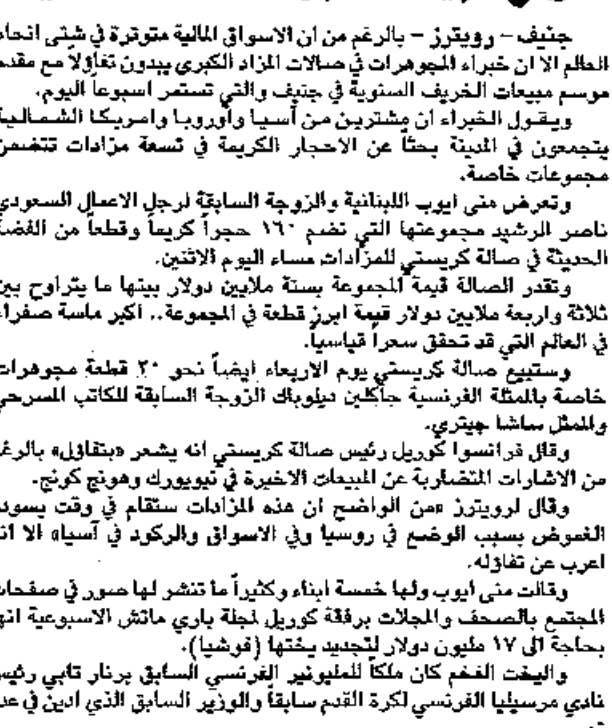 جنيف – رويترز – بالرغم من ان الاسواق المالية متوترة في شتى انحاء
العالم الا ان خبراء المجوهرات في صالات المزاد الكبرى يبدون تفاؤلاً مع مقدم
موسم مبيعات الخريف السنوية في جنيف والتي تستمر اسبوعاً اليوم.
ويقول الخبراء ان مشترين من آسيا وأوروبا وامريكا الشمالية
يتجمعون في المدينة بحثاً عن الاحجار الكريمة في تسعة مزادات تتضمن
مجموعات خاصة.
وتعرض منى ايوب اللبنانية والزوجة السابقة لرجل الاعمال السعودي
ناصر الرشيد مجموعتها التي تضم ١٦٠ حجراً كريماً وقطعاً من الفضة
الحديثة في صالة كريستي للمزادات مساء اليوم الاثنين.
وتقدر الصالة قيمة المجموعة بستة ملايين دولار بينها ما يتراوح بين
ثلاثة واربعة ملايين دولار قيمة ابرز قطعة في المجموعة.. اكبر ماسة صفراء
في العالم التي قد تحقق سعراً قياسياً.
وستبيع صالة كريستي يوم الاربعاء ايضاً نحو ٣٠ قطعة مجوهرات
خاصة بالممثلة الفرنسية جاكلين ديلوباك الزوجة السابقة للكاتب المسرحي
والممثل ساشا جيتري.
وقال فرانسوا كوريل رئيس صالة كريستي انه يشعر «بتفاؤل» بالرغم
من الاشارات المتضاربة عن المبيعات الاخيرة في نيويورك وهونج كونج.
وقال لرويترز «من الواضح ان هذه المزادات ستقام في وقت يسوده
الغموض بسبب الوضع في روسيا وفي الاسواق والركود في آسيا» الا انه
اعرب عن تفاؤله.
وقالت منى ايوب ولها خمسة ابناء وكثيراً ما تنشر لها صور في صفحات
المجتمع بالصحف والمجلات برفقة كوريل لمجلة باري ماتش الاسبوعية انها
بحاجة الى ١٧ مليون دولار لتجديد يختها (فوشيا).
واليخت الفخم كان ملكاً للمليونير الفرنسي السابق برنار تابي رئيس
نادي مرسيليا الفرنسي لكرة القدم سابقاً والوزير السابق الذي ادين في عدة